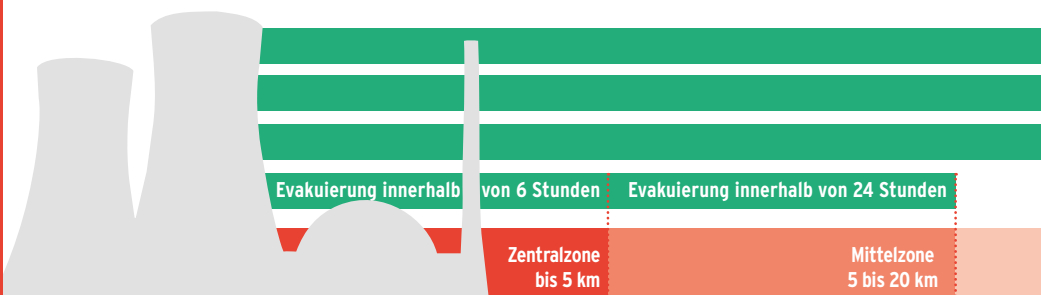 Evakuierung innerhalb von 6 Stunden
Evakuierung innerhalb von 24 Stunden
Zentralzone
bis 5 km
Mittelzone
5 bis 20 km